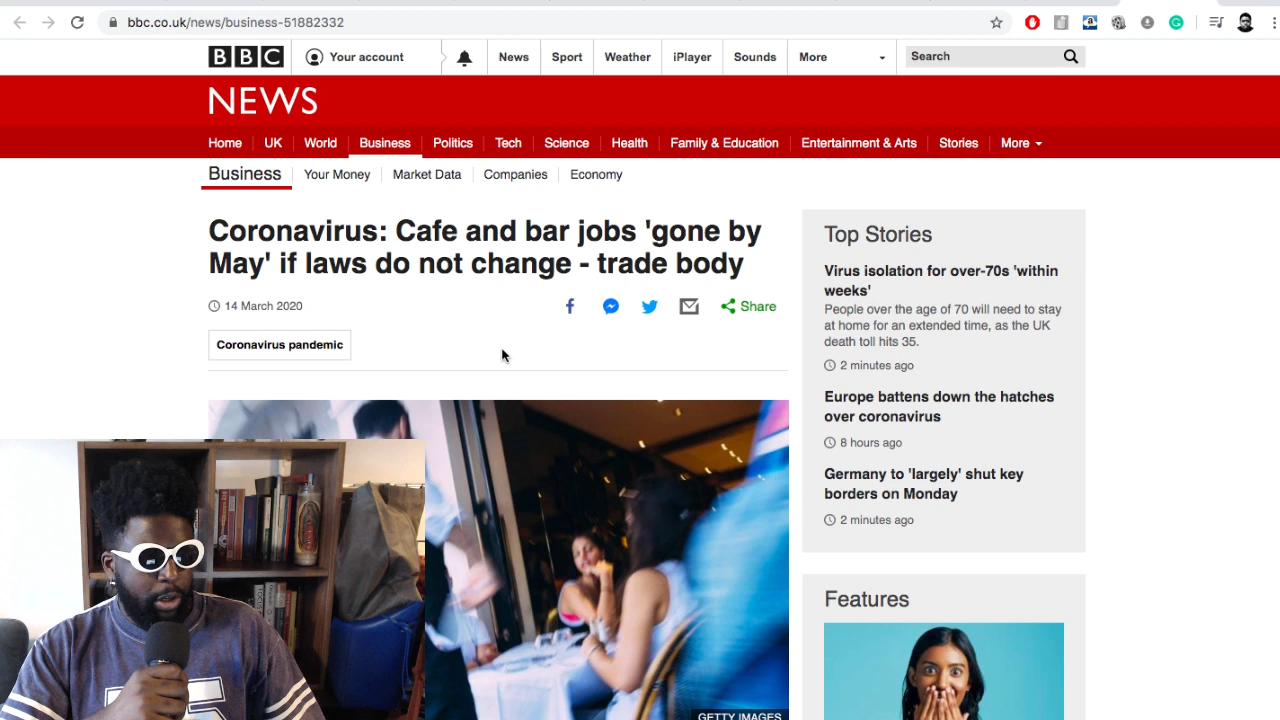 bbc.co.uk/news/business-51882332
BBC
Your account
News
Sport
Weather
iPlayer
Sounds
More
Search
NEWS
Home
UK
World
Business
Politics
Tech
Science
Health
Family & Education
Entertainment & Arts
Stories
More
Business
Your Money
Market Data
Companies
Economy
Coronavirus: Cafe and bar jobs 'gone by
May' if laws do not change - trade body
14 March 2020
Share
Coronavirus pandemic
GETTY IMAGES
Top Stories
Virus isolation for over-70s 'within
weeks'
People over the age of 70 will need to stay
at home for an extended time, as the UK
death toll hits 35.
2 minutes ago
Europe battens down the hatches
over coronavirus
8 hours ago
Germany to 'largely' shut key
borders on Monday
2 minutes ago
Features